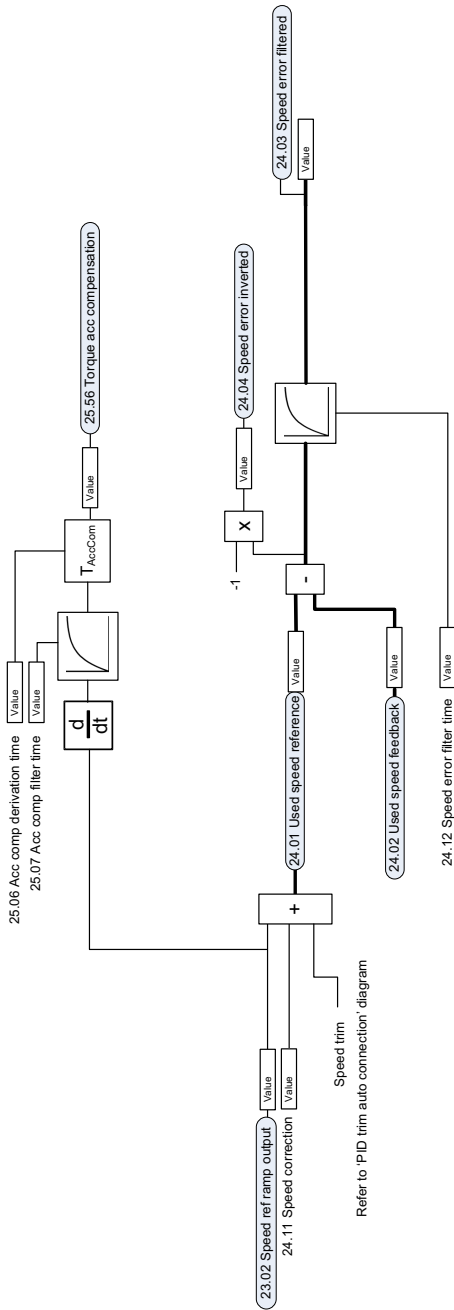 25.06 Acc comp derivation time
Value
25.07 Acc comp filter time
Value
d
dt
TAccCom
Value
25.56 Torque acc compensation
23.02 Speed ref ramp output
Value
24.11 Speed correction
Value
Speed trim
Refer to 'PID trim auto connection' diagram
+
24.01 Used speed reference
Value
-
-1
X
Value
24.04 Speed error inverted
24.02 Used speed feedback
Value
24.12 Speed error filter time
Value
24.03 Speed error filtered
Value